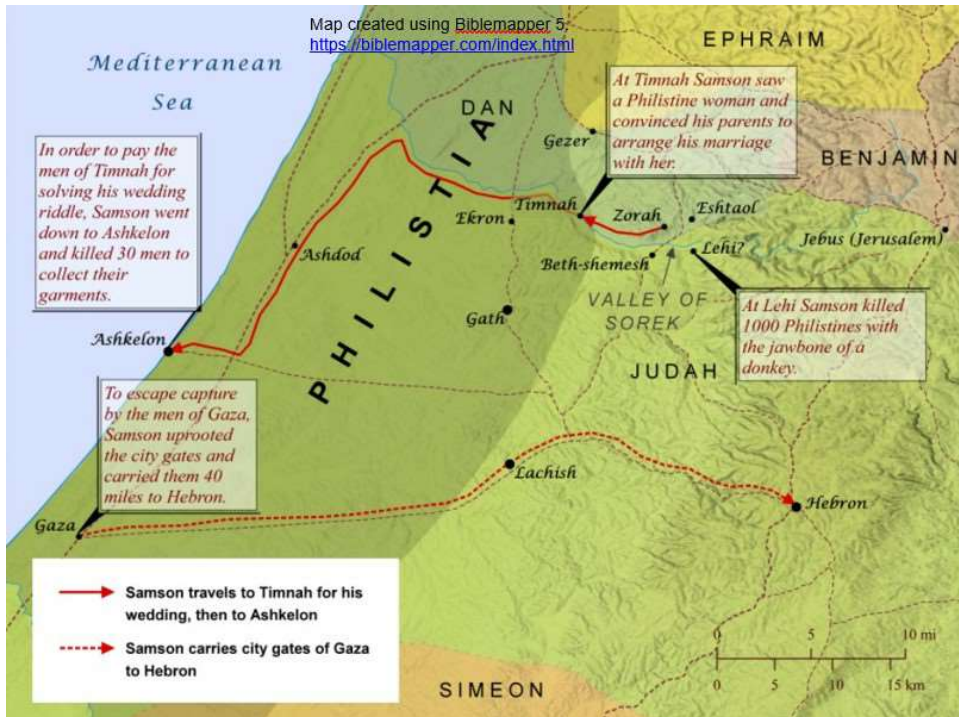 Map created using Biblemapper 5,
https://biblemapper.com/index.html
Mediterranean
Sea
EPHRAIM
DAN
At Timnah Samson saw
a Philistine woman and
convinced his parents to
arrange his marriage
with her.
Gezer
BENJAMIN
In order to pay the
men of Timnah for
solving his wedding
riddle, Samson went
down to Ashkelon
and killed 30 men to
collect their
garments.
PHILISTIA
Timnah
Ekron
Zorah
Eshtaol
Jebus (Jerusalem)
Lehi?
Beth-shemesh
Ashdod
VALLEY OF
SOREK
At Lehi Samson killed
1000 Philistines with
the jawbone of a
donkey.
Gath
Ashkelon
JUDAH
To escape capture
by the men of Gaza,
Samson uprooted
the city gates and
carried them 40
miles to Hebron.
Lachish
Hebron
Gaza
Samson travels to Timnah for his
wedding, then to Ashkelon
Samson carries city gates of Gaza
to Hebron
0 5 10 mi
0 5 10 15 km
SIMEON